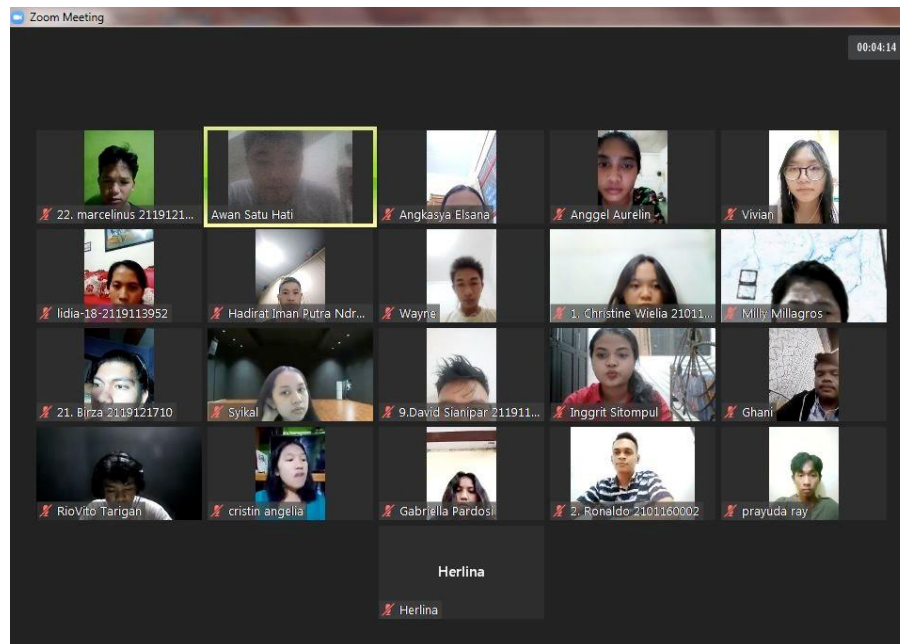 Zoom Meeting
00:04:14
22. marcelinus 2119121...
Awan Satu Hati
Angkasya Elsana
Anggel Aurelin
Vivian
lidia-18-2119113952
Hadirat Iman Putra Ndr...
Wayne
1. Christine Wielia 21011...
Milly Millagros
21. Birza 2119121710
Syikal
9.David Sianipar 211911...
Inggrit Sitompul
Ghani
RioVito Tarigan
cristin angelia
Gabriella Pardosi
2. Ronaldo 2101160002
prayuda ray
Herlina
Herlina